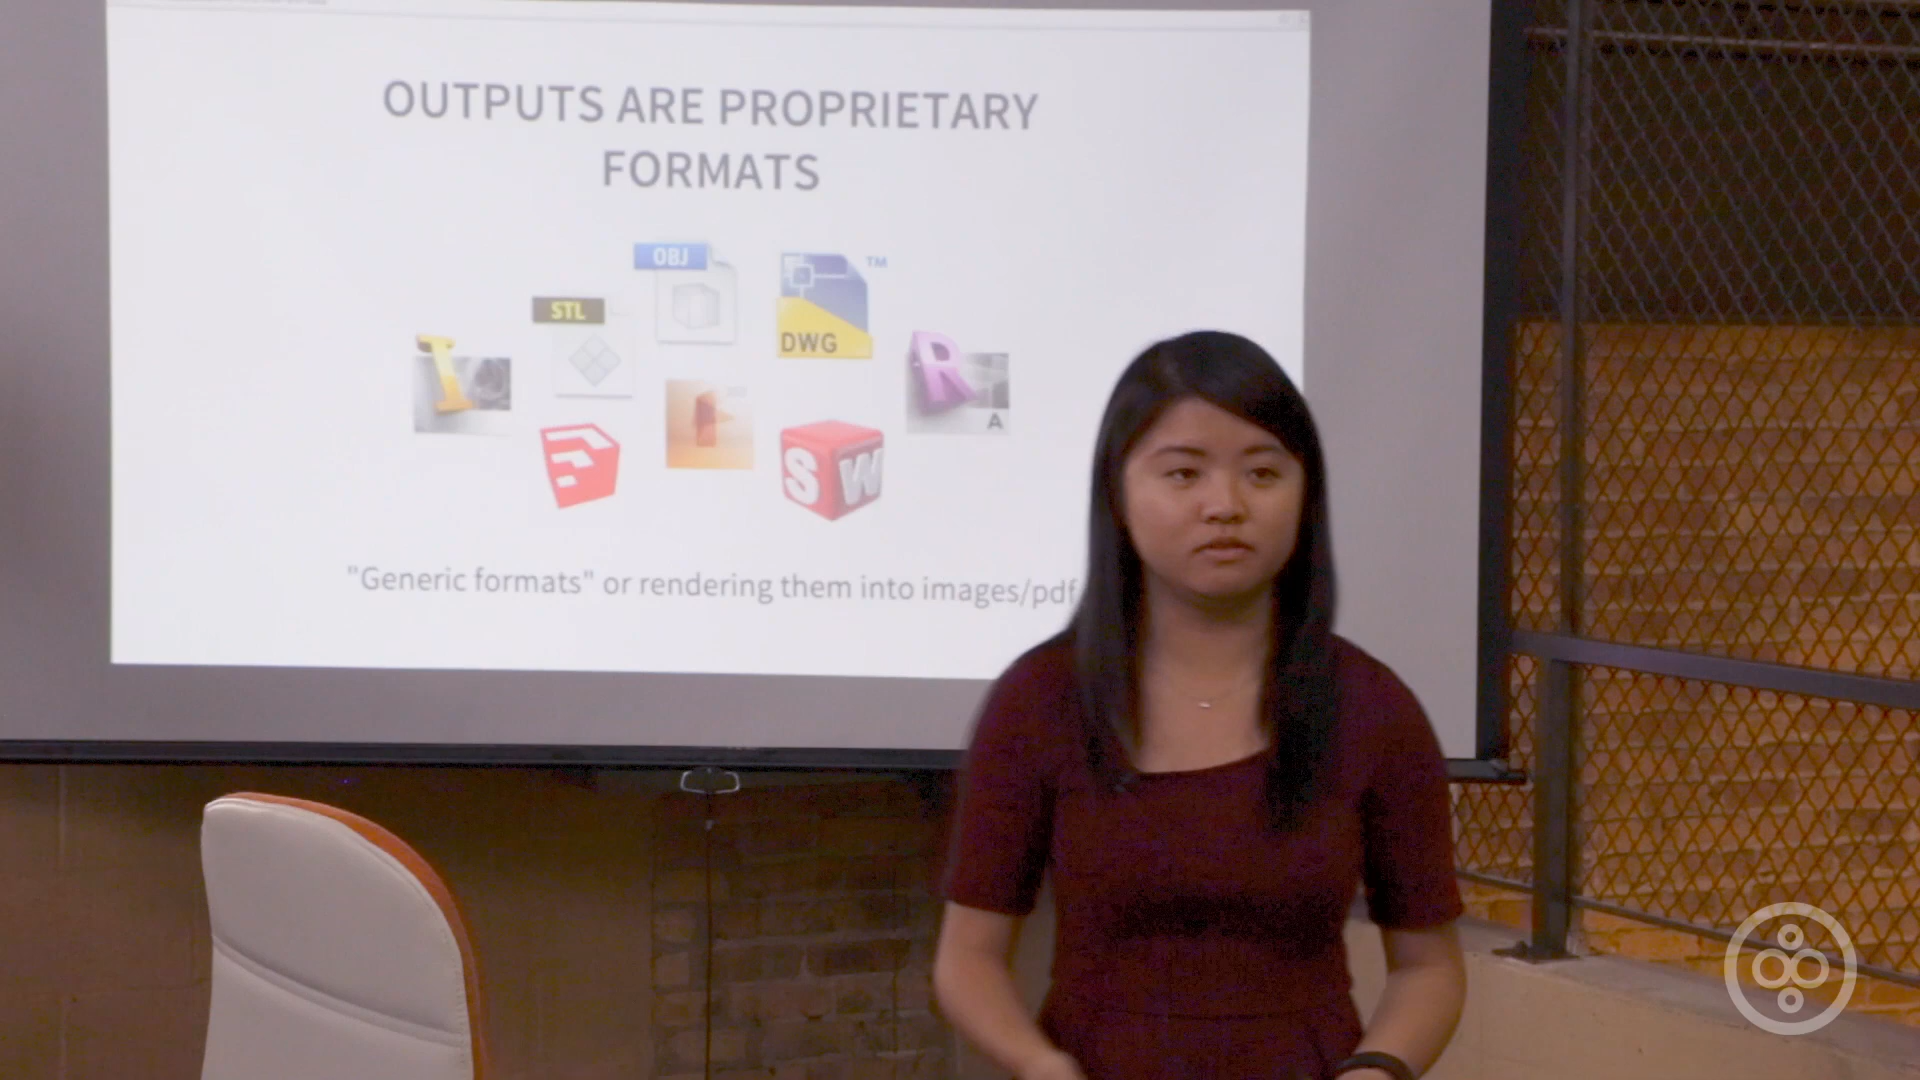 OUTPUTS ARE PROPRIETARY
FORMATS
OBJ
TM
STL
DWG
I
R
A
S W
"Generic formats" or rendering them into images/pdf